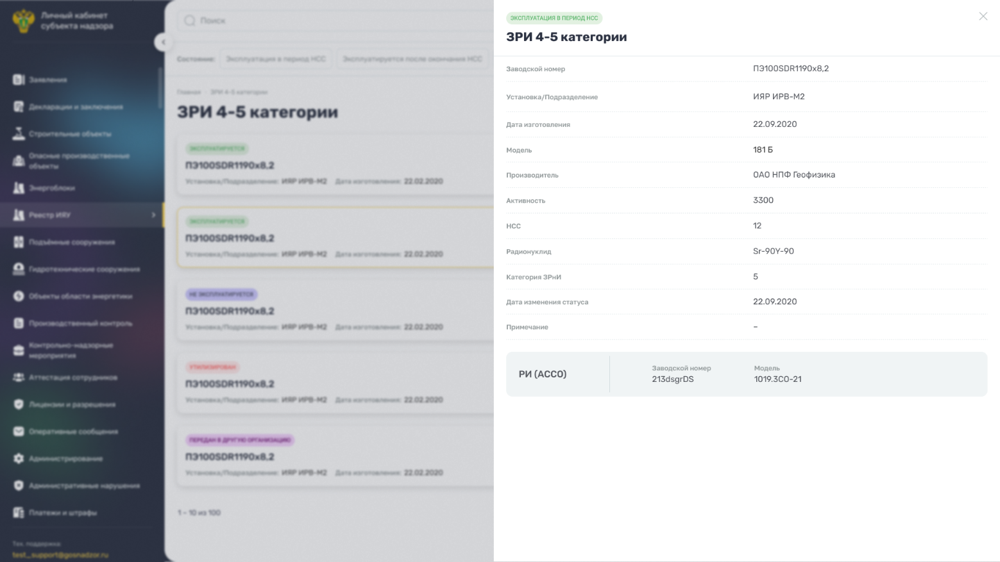 Личный кабинет
субъекта надзора
Заявления
Декларации и заключения
Строительные объекты
Опасные производственные
объекты
Энергоблоки
Реестр ИЯУ
Подъёмные сооружения
Гидротехнические сооружения
Объекты области энергетики
Производственный контроль
Контрольно-надзорные
мероприятия
Аттестация сотрудников
Лицензии и разрешения
Оперативные сообщения
Администрирование
Административные нарушения
Платежи и штрафы
Тех. поддержка:
test_support@gosnadzor.ru
Поиск
Состояние: Эксплуатация в период НСС Эксплуатируется после окончания НСС
Главная ЗРИ 4-5 категории
ЗРИ 4-5 категории
ЭКСПЛУАТИРУЕТСЯ
ПЭ100SDR1190x8,2
Установка/Подразделение: ИЯР ИРВ-М2 Дата изготовления: 22.02.2020
ЭКСПЛУАТИРУЕТСЯ
ПЭ100SDR1190x8,2
Установка/Подразделение: ИЯР ИРВ-М2 Дата изготовления: 22.02.2020
НЕ ЭКСПЛУАТИРУЕТСЯ
ПЭ100SDR1190x8,2
Установка/Подразделение: ИЯР ИРВ-М2 Дата изготовления: 22.02.2020
УТИЛИЗИРОВАН
ПЭ100SDR1190x8,2
Установка/Подразделение: ИЯР ИРВ-М2 Дата изготовления: 22.02.2020
ПЕРЕДАН В ДРУГУЮ ОРГАНИЗАЦИЮ
ПЭ100SDR1190x8,2
Установка/Подразделение: ИЯР ИРВ-М2 Дата изготовления: 22.02.2020
1 – 10 из 100
ЭКСПЛУАТАЦИЯ В ПЕРИОД НСС
ЗРИ 4-5 категории
Заводской номер ПЭ100SDR1190x8,2
Установка/Подразделение ИЯР ИРВ-М2
Дата изготовления 22.09.2020
Модель 181 Б
Производитель ОАО НПФ Геофизика
Активность 3300
НСС 12
Радионуклид Sr-90Y-90
Категория ЗРнИ 5
Дата изменения статуса 22.09.2020
Примечание –
РИ (АССО)
Заводской номер Модель
213dsgrDS 1019.3СО-21